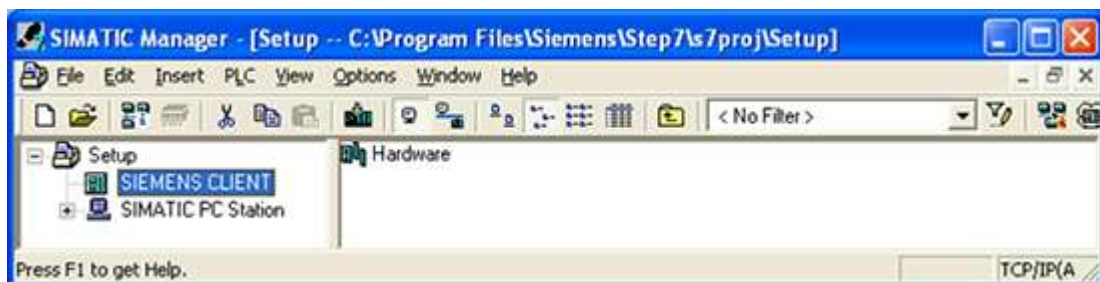 SIMATIC Manager - [Setup -- C:\Program Files\Siemens\Step7\s7proj\Setup]
File Edit Insert PLC View Options Window Help
< No Filter >
Setup
SIEMENS CLIENT
SIMATIC PC Station
Hardware
Press F1 to get Help.
TCP/IP(A